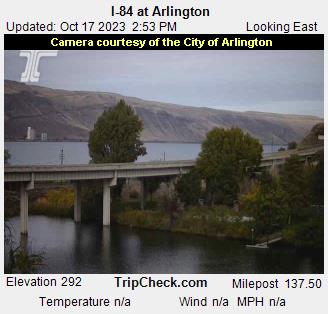 I-84 at Arlington
Updated: Oct 17 2023 2:53 PM Looking East
Camera courtesy of the City of Arlington
Elevation 292 TripCheck.com Milepost 137.50
Temperature n/a Wind n/a MPH n/a